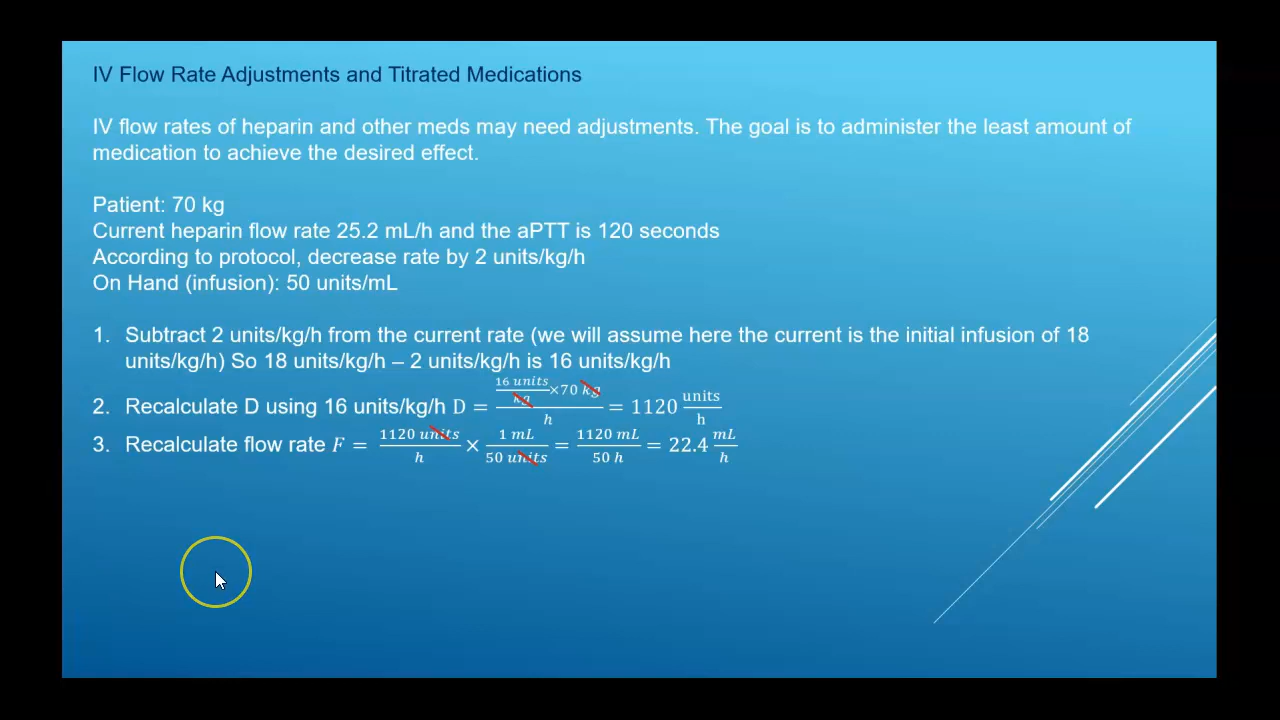 IV Flow Rate Adjustments and Titrated Medications
IV flow rates of heparin and other meds may need adjustments. The goal is to administer the least amount of
medication to achieve the desired effect.
Patient: 70 kg
Current heparin flow rate 25.2 mL/h and the aPTT is 120 seconds
According to protocol, decrease rate by 2 units/kg/h
On Hand (infusion): 50 units/mL
1. Subtract 2 units/kg/h from the current rate (we will assume here the current is the initial infusion of 18
units/kg/h) So 18 units/kg/h – 2 units/kg/h is 16 units/kg/h
2. Recalculate D using 16 units/kg/h D = (16 units/kg × 70 kg)/h = 1120 units/h
3. Recalculate flow rate F = 1120 units/h × 1 mL/50 units = 1120 mL/50 h = 22.4 mL/h